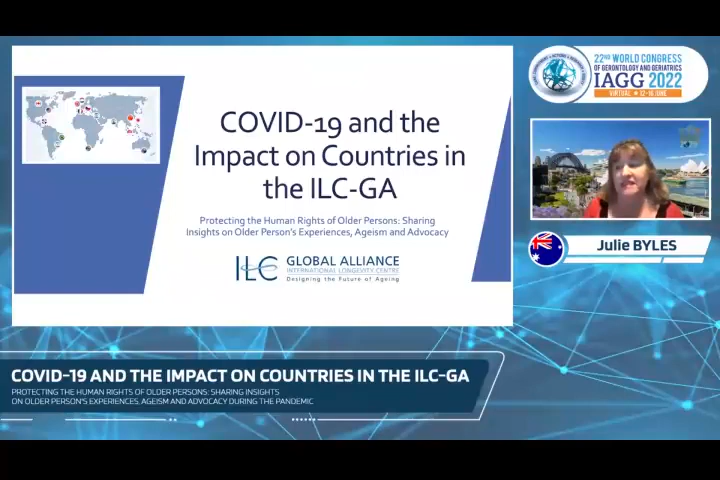 COVID-19 and the
Impact on Countries in
the ILC-GA
Protecting the Human Rights of Older Persons: Sharing
Insights on Older Person's Experiences, Ageism and Advocacy
ILC GLOBAL ALLIANCE
INTERNATIONAL LONGEVITY CENTRE
Designing the Future of Ageing
22ND WORLD CONGRESS
OF GERONTOLOGY AND GERIATRICS
IAGG 2022
VIRTUAL • 12-16 JUNE
Julie BYLES
COVID-19 AND THE IMPACT ON COUNTRIES IN THE ILC-GA
PROTECTING THE HUMAN RIGHTS OF OLDER PERSONS: SHARING INSIGHTS
ON OLDER PERSON'S EXPERIENCES, AGEISM AND ADVOCACY DURING THE PANDEMIC